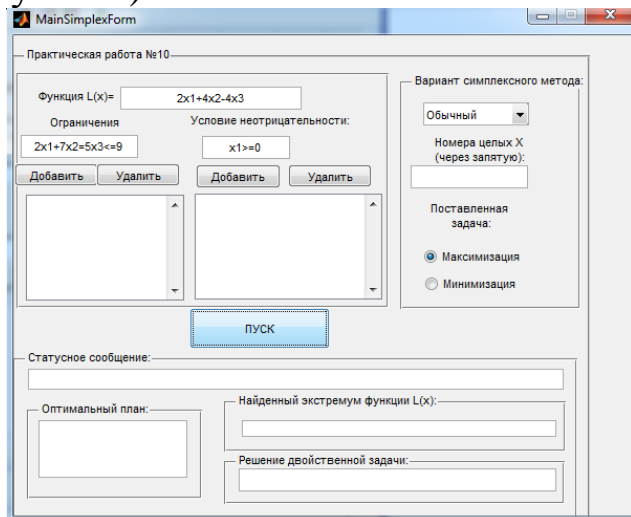 MainSimplexForm
Практическая работа №10
Функция L(x)=
2x1+4x2-4x3
Ограничения
Условие неотрицательности:
2x1+7x2=5x3<=9
x1>=0
Добавить
Удалить
Добавить
Удалить
Вариант симплексного метода:
Обычный
Номера целых X
(через запятую):
Поставленная
задача:
Максимизация
Минимизация
ПУСК
Статусное сообщение:
Оптимальный план:
Найденный экстремум функции L(x):
Решение двойственной задачи: